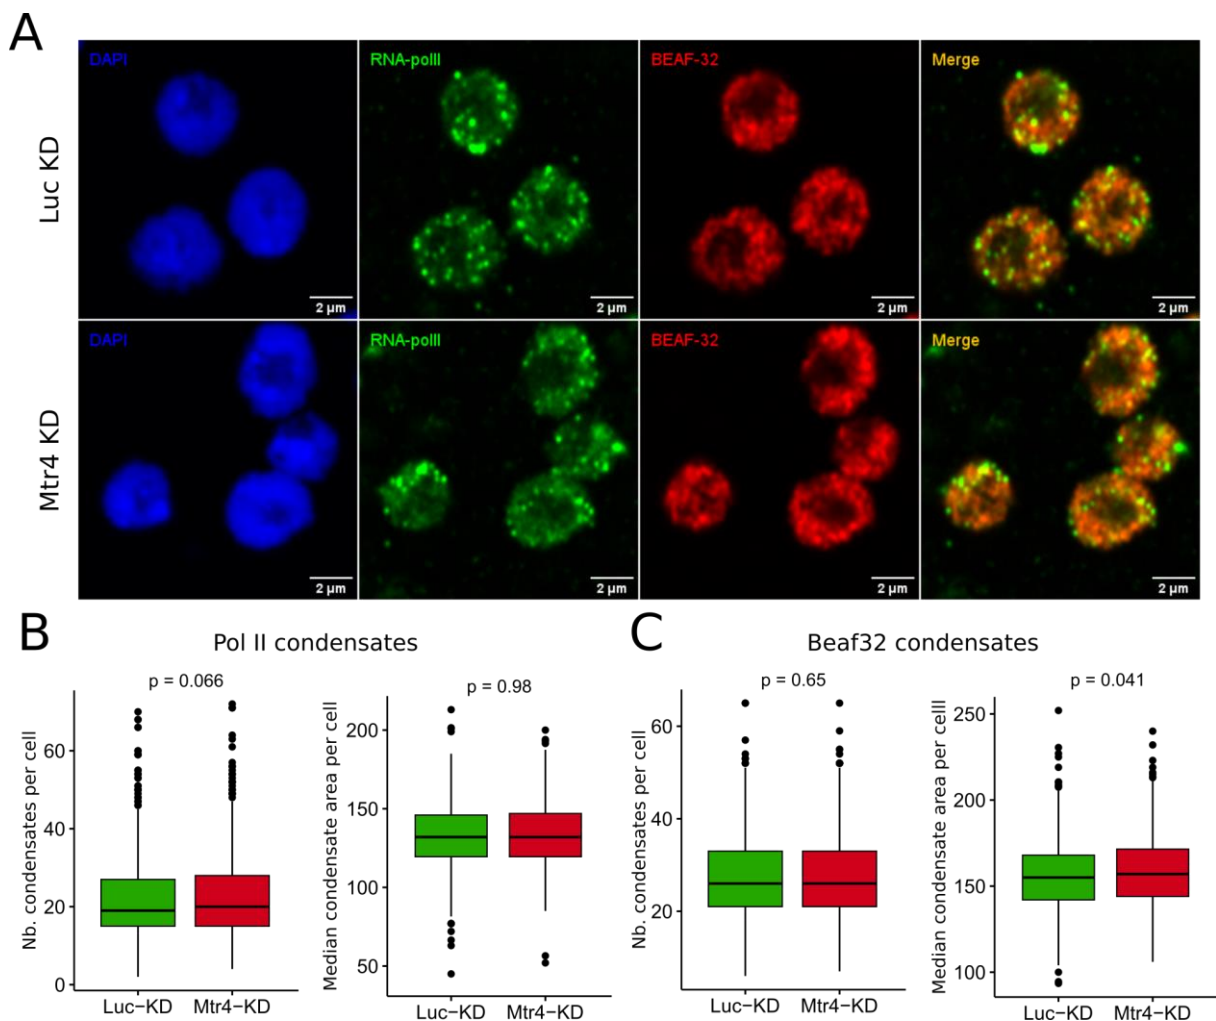 A
DAPI
RNA-polII
BEAF-32
Merge
Luc KD
2 µm
2 µm
2 µm
2 µm
DAPI
RNA-polII
BEAF-32
Merge
Mtr4 KD
2 µm
2 µm
2 µm
2 µm
B
Pol II condensates
p = 0.066
Nb. condensates per cell
60
40
20
0
Luc−KD
Mtr4−KD
p = 0.98
Median condensate area per cell
200
150
100
50
Luc−KD
Mtr4−KD
C
Beaf32 condensates
p = 0.65
Nb. condensates per cell
60
40
20
Luc−KD
Mtr4−KD
p = 0.041
Median condensate area per celll
250
200
150
100
Luc−KD
Mtr4−KD